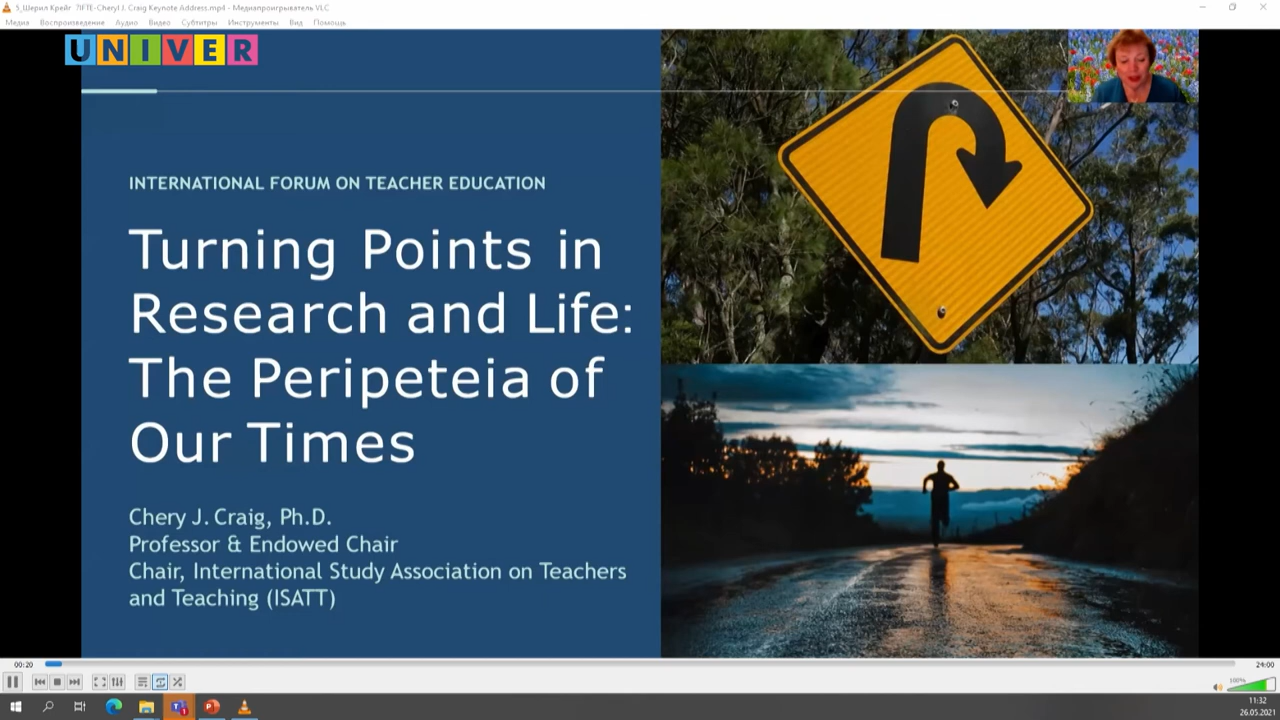 5_Шерил Крейг 7IFTE-Cheryl J. Craig Keynote Address.mp4 - Медиапроигрыватель VLC
Медиа Воспроизведение Аудио Видео Субтитры Инструменты Вид Помощь
UNIVER
INTERNATIONAL FORUM ON TEACHER EDUCATION
Turning Points in
Research and Life:
The Peripeteia of
Our Times
Chery J. Craig, Ph.D.
Professor & Endowed Chair
Chair, International Study Association on Teachers
and Teaching (ISATT)
00:20
24:00
100%
11:32
26.05.2021